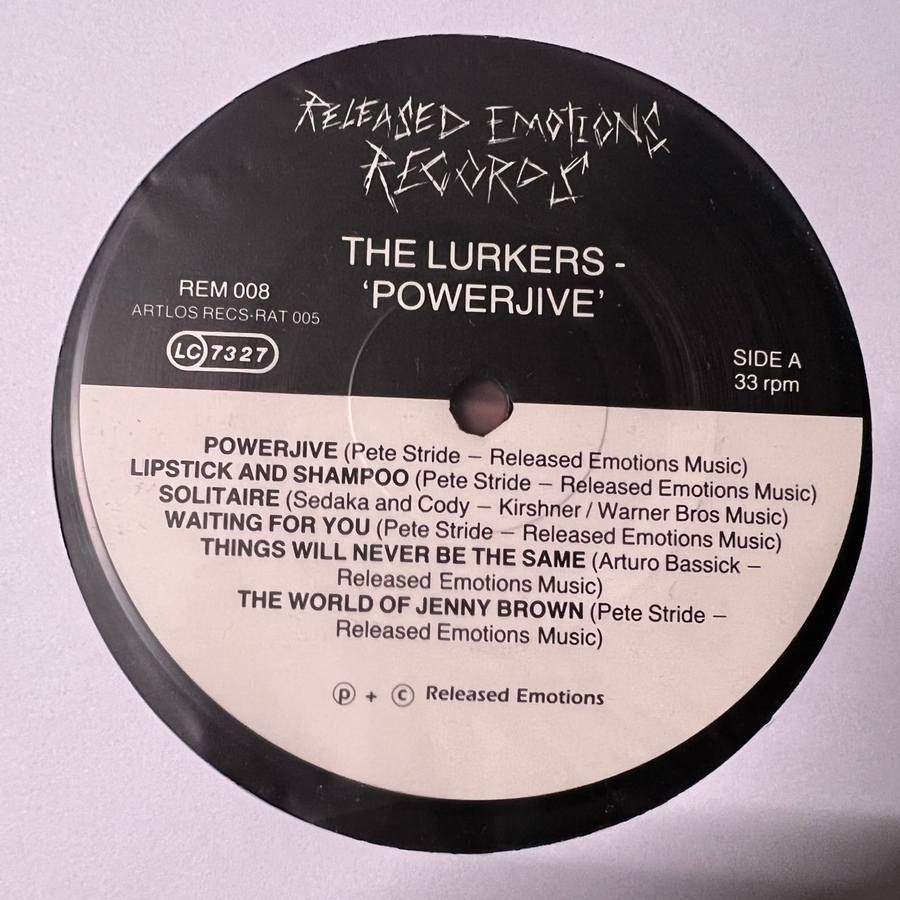 RELEASED EMOTIONS
RECORDS
THE LURKERS -
‘POWERJIVE’
REM 008
ARTLOS RECS-RAT 005
LC 7327
SIDE A
33 rpm
POWERJIVE (Pete Stride – Released Emotions Music)
LIPSTICK AND SHAMPOO (Pete Stride – Released Emotions Music)
SOLITAIRE (Sedaka and Cody – Kirshner / Warner Bros Music)
WAITING FOR YOU (Pete Stride – Released Emotions Music)
THINGS WILL NEVER BE THE SAME (Arturo Bassick –
Released Emotions Music)
THE WORLD OF JENNY BROWN (Pete Stride –
Released Emotions Music)
℗ + © Released Emotions